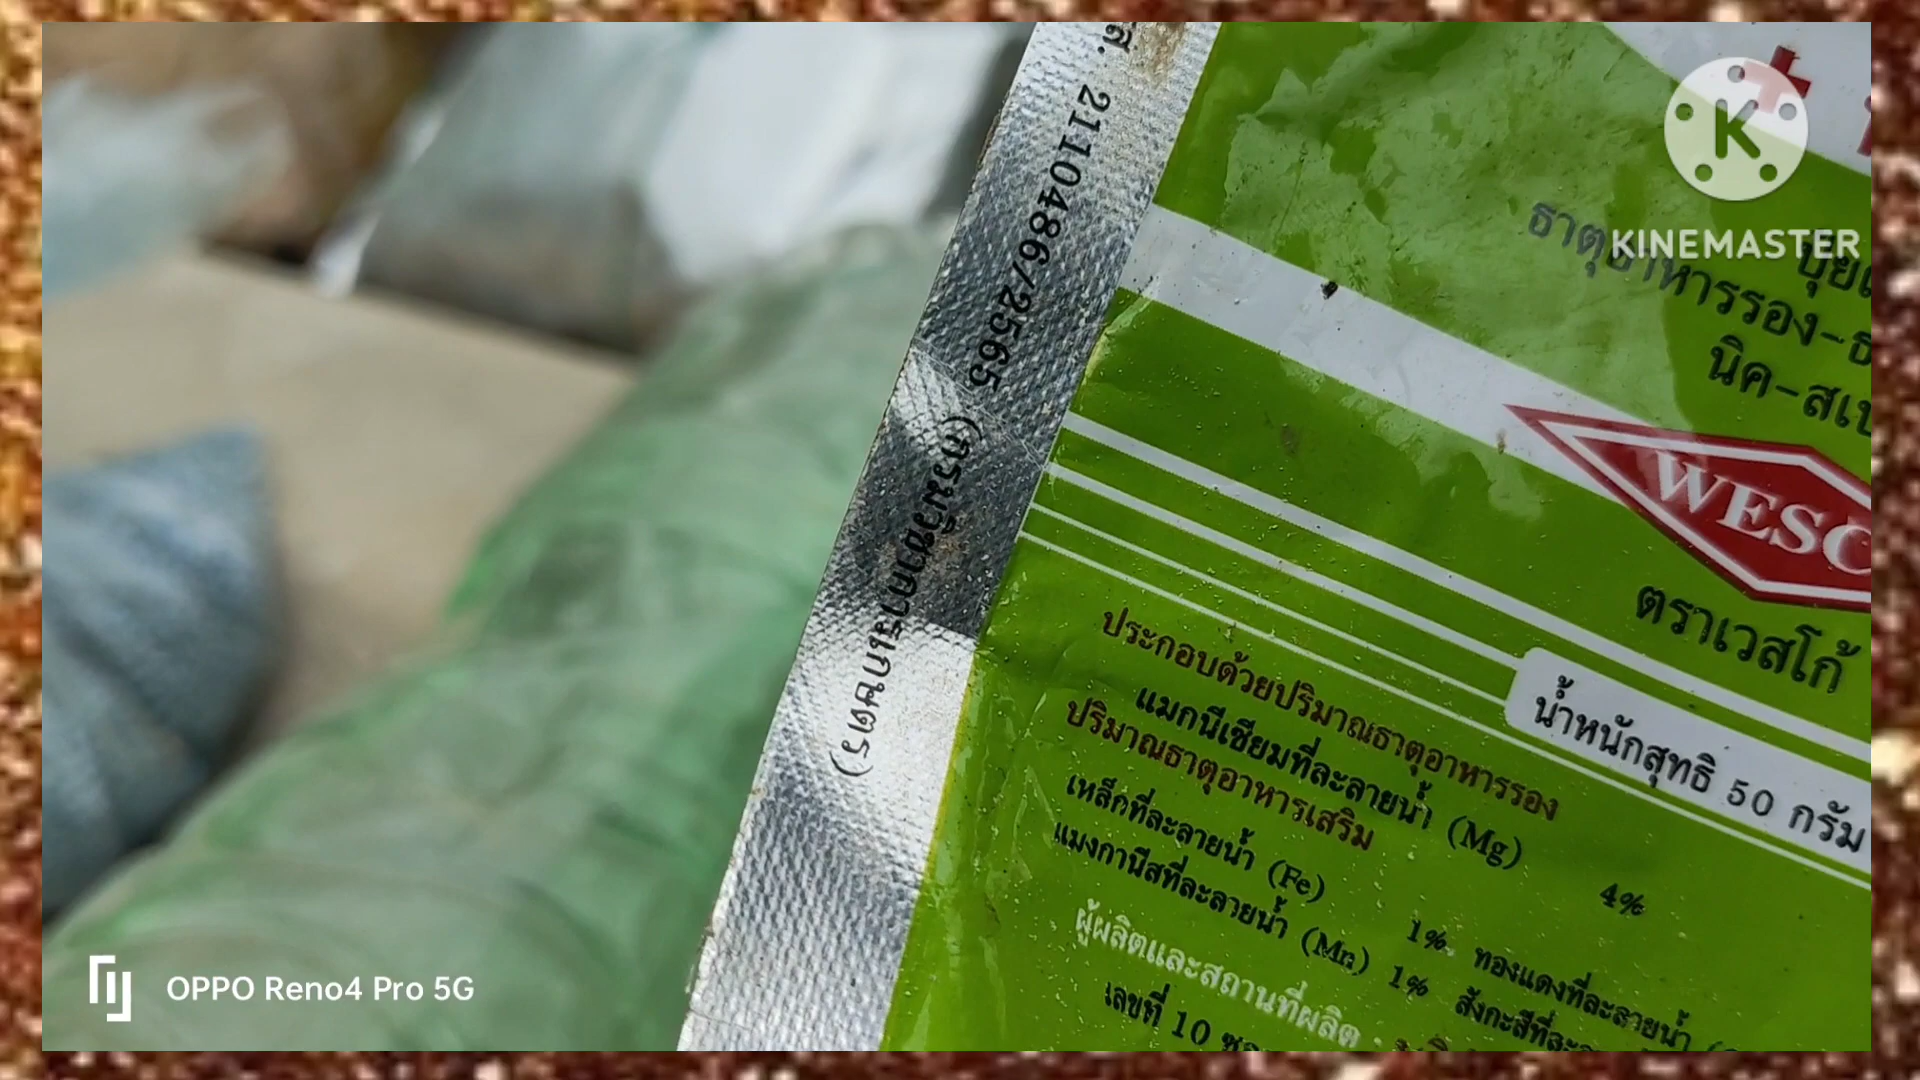 2110486/2565 (กรมวิชาการเกษตร)
KINEMASTER
ธาตุอาหารรอง-ธ
นิค-สเป
WESC
ตราเวสโก้
น้ำหนักสุทธิ 50 กรัม
ประกอบด้วยปริมาณธาตุอาหารรอง
แมกนีเซียมที่ละลายน้ำ (Mg) 4%
ปริมาณธาตุอาหารเสริม
เหล็กที่ละลายน้ำ (Fe) 1% ทองแดงที่ละลายน้ำ
แมงกานีสที่ละลายน้ำ (Mn) 1% สังกะสีที่
ผู้ผลิตและสถานที่ผลิต
เลขที่ 10
OPPO Reno4 Pro 5G